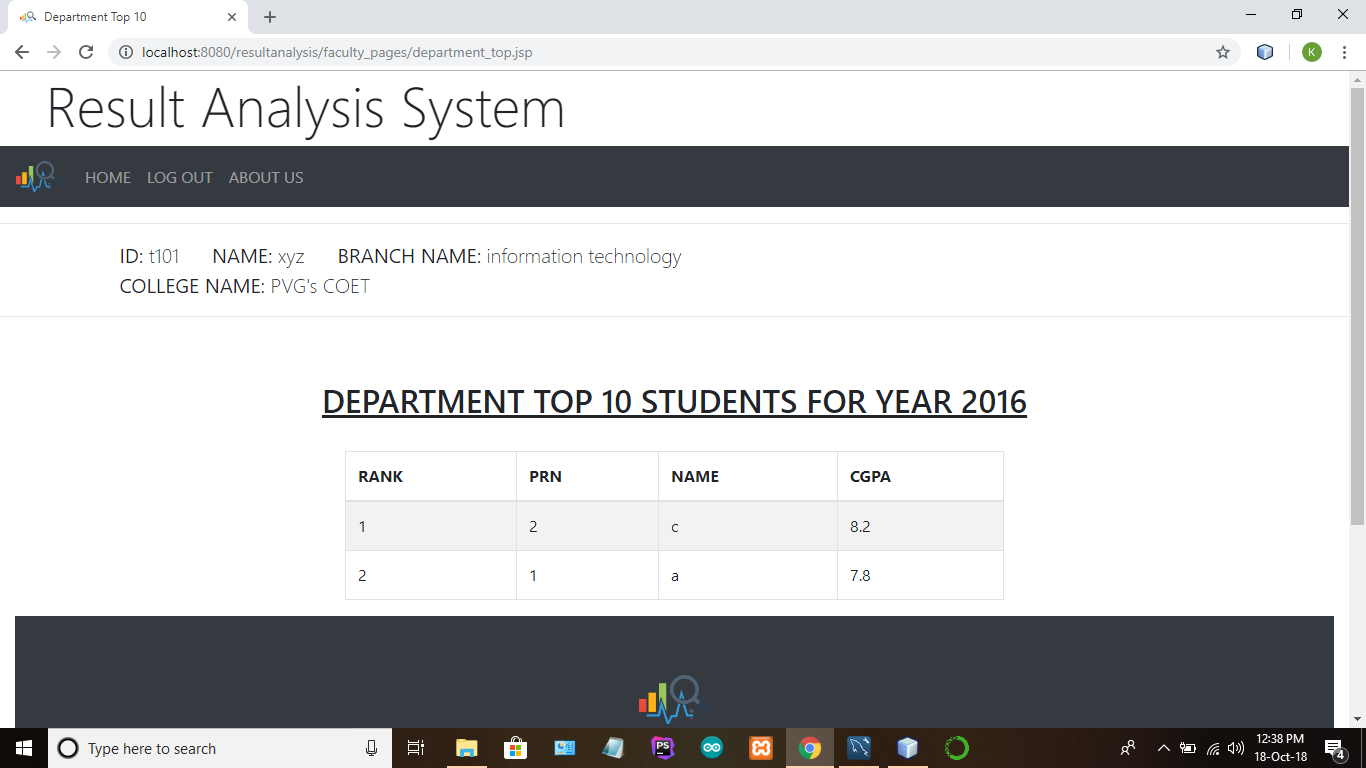 Department Top 10
localhost:8080/resultanalysis/faculty_pages/department_top.jsp
K
Result Analysis System
HOME LOG OUT ABOUT US
ID: t101 NAME: xyz BRANCH NAME: information technology
COLLEGE NAME: PVG's COET
DEPARTMENT TOP 10 STUDENTS FOR YEAR 2016
RANK PRN NAME CGPA
1 2 c 8.2
2 1 a 7.8
Type here to search
PS
12:38 PM
18-Oct-18
4